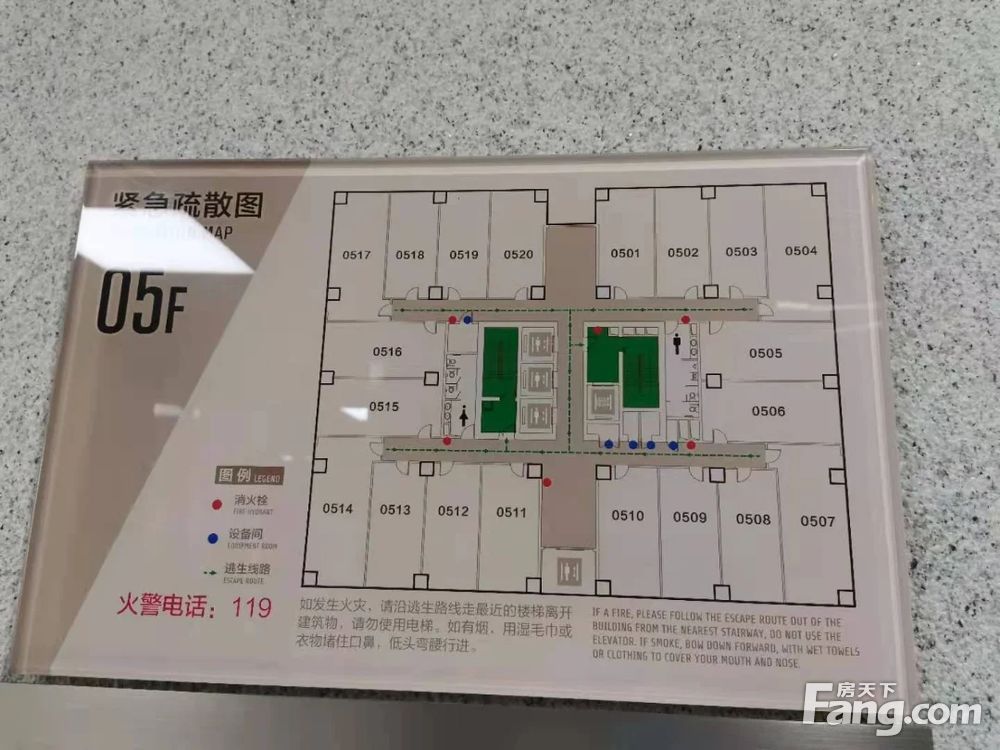 紧急疏散图
MAP
05F
0517
0518
0519
0520
0501
0502
0503
0504
0516
0515
0505
0506
0514
0513
0512
0511
0510
0509
0508
0507
图例 LEGEND
消火栓
FIRE HYDRANT
设备间
EQUIPMENT ROOM
逃生线路
ESCAPE ROUTE
火警电话：119
如发生火灾，请沿逃生路线走最近的楼梯离开
建筑物，请勿使用电梯。如有烟，用湿毛巾或
衣物堵住口鼻，低头弯腰行进。
IF A FIRE, PLEASE FOLLOW THE ESCAPE ROUTE OUT OF THE
BUILDING FROM THE NEAREST STAIRWAY, DO NOT USE THE
ELEVATOR. IF SMOKE, BOW DOWN FORWARD, WITH WET TOWELS
OR CLOTHING TO COVER YOUR MOUTH AND NOSE.
房天下
Fang.com